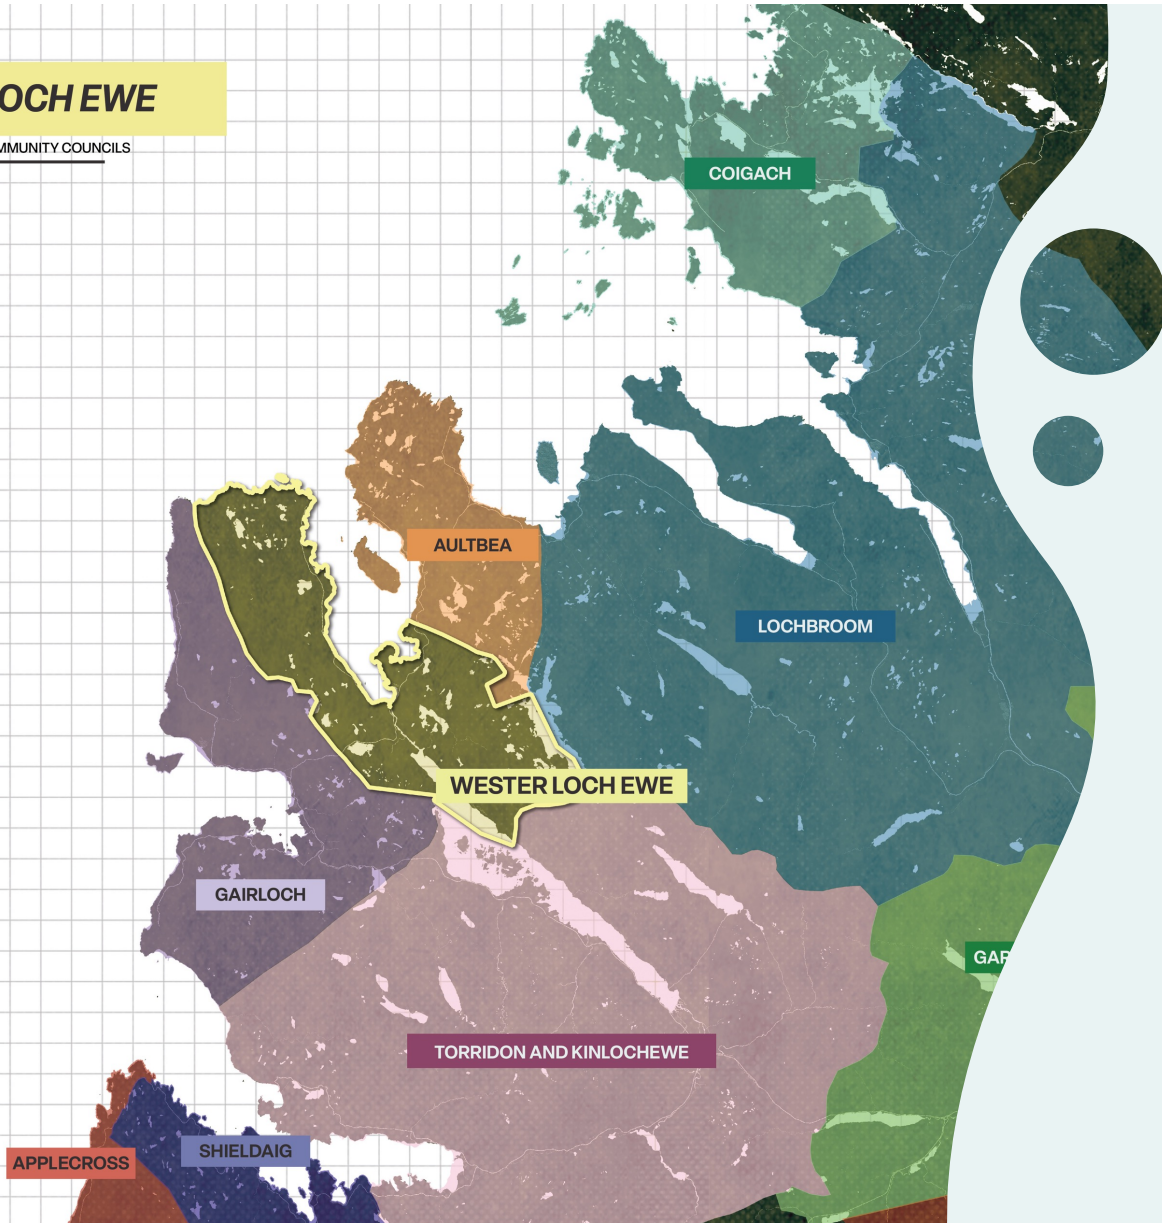 OCH EWE
MMUNITY COUNCILS
COIGACH
AULTBEA
LOCHBROOM
WESTER LOCH EWE
GAIRLOCH
GAR
TORRIDON AND KINLOCHEWE
SHIELDAIG
APPLECROSS